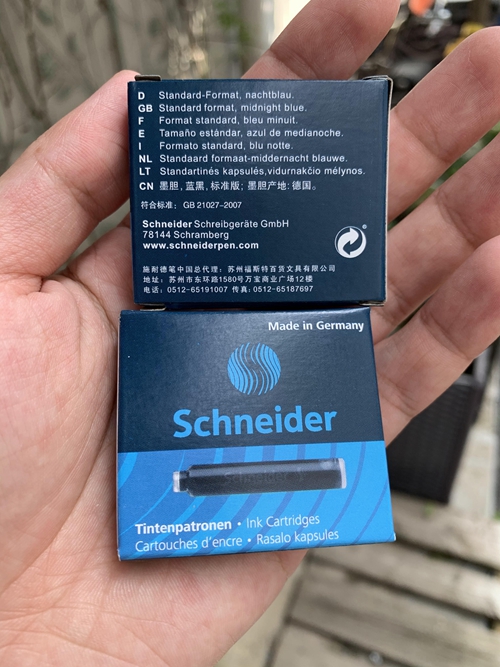 D Standard-Format, nachtblau.
GB Standard format, midnight blue.
F Format standard, bleu minuit.
E Tamaño estándar, azul de medianoche.
I Formato standard, blu notte.
NL Standaard formaat-middernacht blauwe.
LT Standartinės kapsulės,vidurnakčio mėlynos.
CN 墨胆, 蓝黑, 标准版; 墨胆产地: 德国。
符合标准: GB 21027-2007
Schneider Schreibgeräte GmbH
78144 Schramberg
www.schneiderpen.com
施耐德笔中国总代理: 苏州福斯特百货文具有限公司
地址: 苏州市东环路1580号万宝商业广场12楼
电话: 0512-65191007 传真: 0512-65187697
Made in Germany
Schneider
Schneider
Tintenpatronen • Ink Cartridges
Cartouches d'encre • Rasalo kapsulės